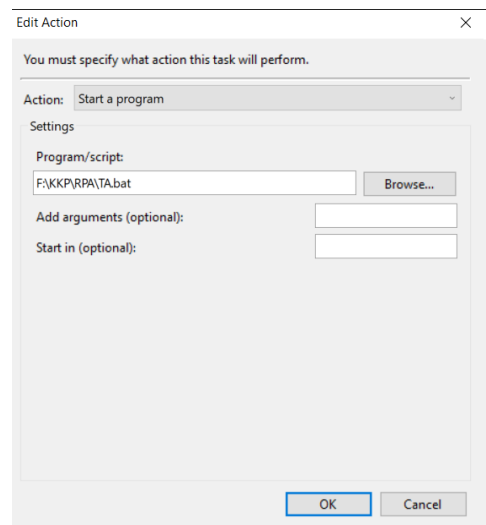 Edit Action
You must specify what action this task will perform.
Action: Start a program
Settings
Program/script:
F:\KKP\RPA\TA.bat Browse...
Add arguments (optional):
Start in (optional):
OK Cancel